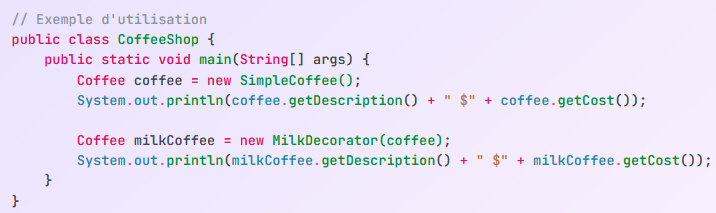 // Exemple d'utilisation
public class CoffeeShop {
    public static void main(String[] args) {
        Coffee coffee = new SimpleCoffee();
        System.out.println(coffee.getDescription() + " $" + coffee.getCost());

        Coffee milkCoffee = new MilkDecorator(coffee);
        System.out.println(milkCoffee.getDescription() + " $" + milkCoffee.getCost());
    }
}